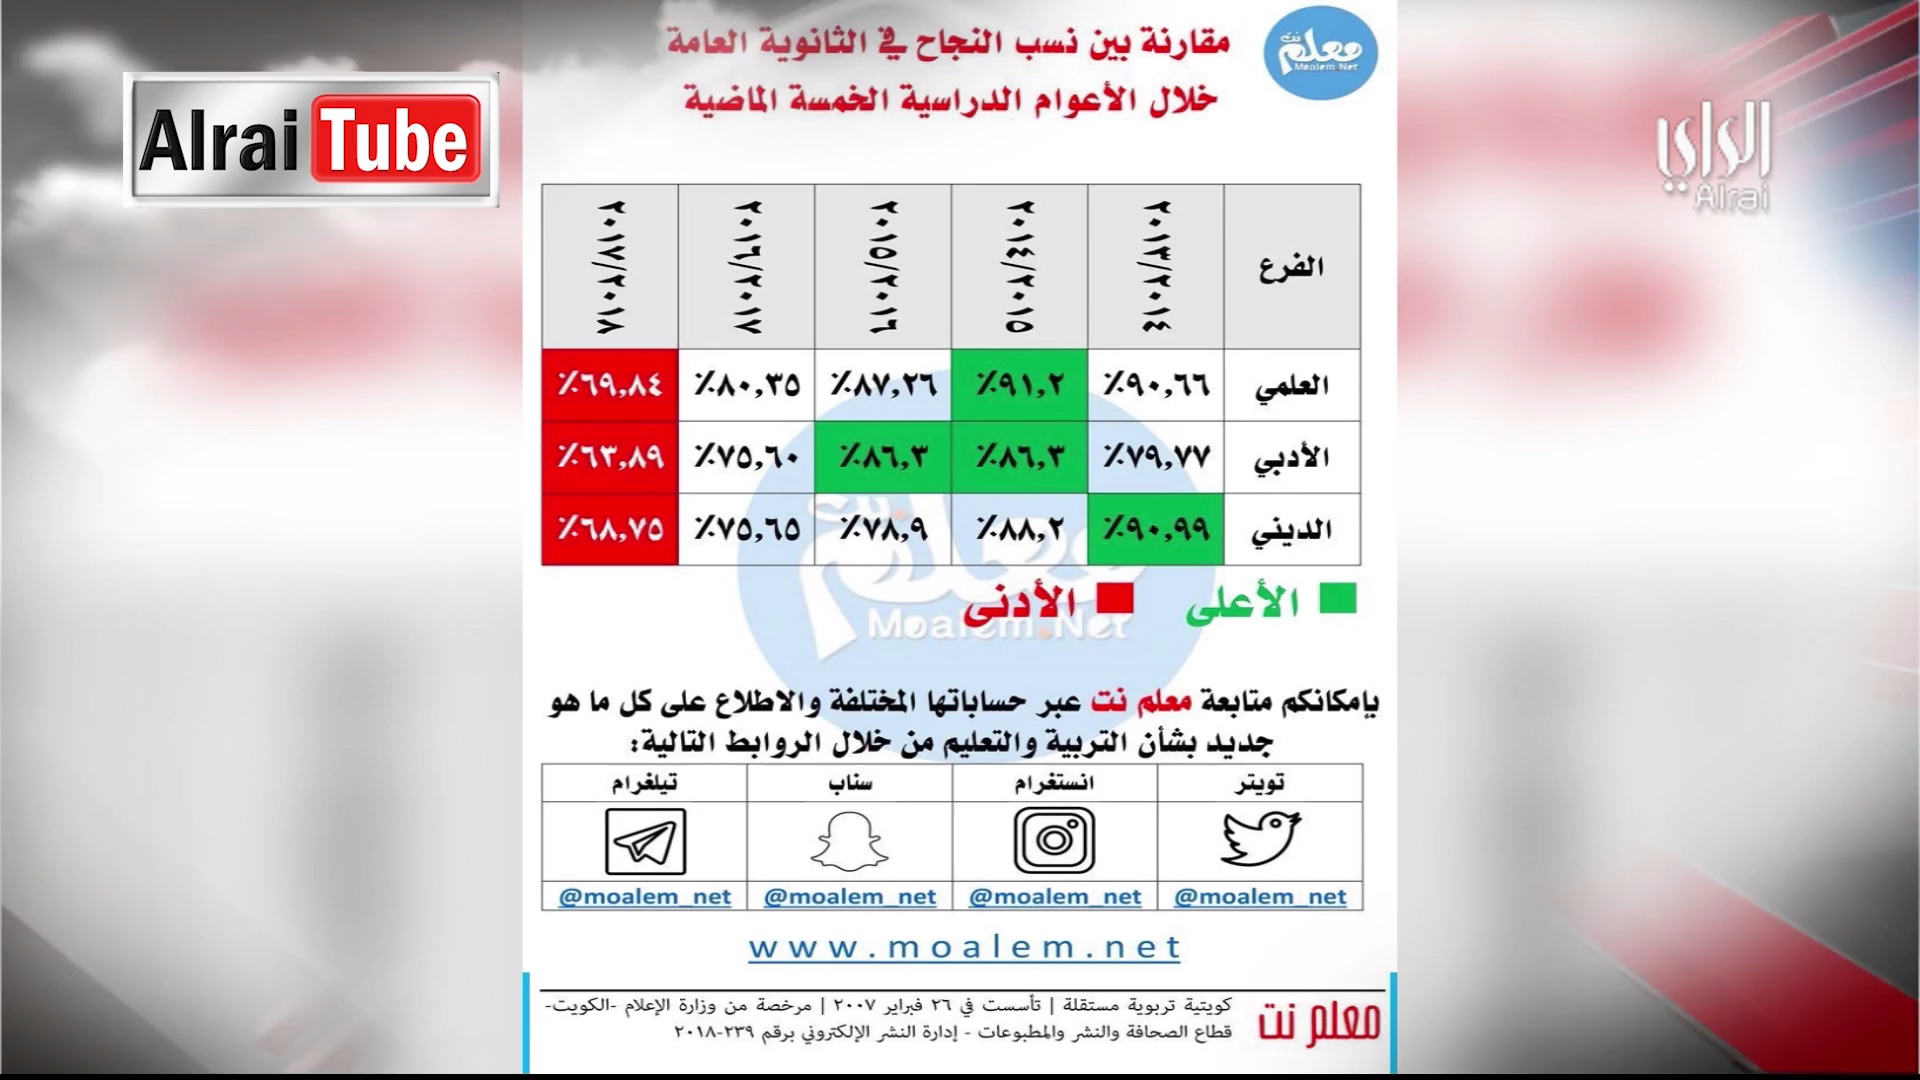 مقارنة بين نسب النجاح في الثانوية العامة
خلال الأعوام الدراسية الخمسة الماضية
معلم نت
Moalem Net
Alrai Tube
الراي
Alrai
الفرع ٢٠١٣/٢٠١٤ ٢٠١٤/٢٠١٥ ٢٠١٥/٢٠١٦ ٢٠١٦/٢٠١٧ ٢٠١٧/٢٠١٨
العلمي ٩٠,٦٦٪ ٩١,٢٪ ٨٧,٢٦٪ ٨٠,٣٥٪ ٦٩,٨٤٪
الأدبي ٧٩,٧٧٪ ٨٦,٣٪ ٨٦,٣٪ ٧٥,٦٠٪ ٦٣,٨٩٪
الديني ٩٠,٩٩٪ ٨٨,٢٪ ٧٨,٩٪ ٧٥,٦٥٪ ٦٨,٧٥٪
الأعلى الأدنى
معلم نت
Moalem.Net
بإمكانكم متابعة معلم نت عبر حساباتها المختلفة والاطلاع على كل ما هو
جديد بشأن التربية والتعليم من خلال الروابط التالية:
تويتر انستغرام سناب تيلغرام
@moalem_net @moalem_net @moalem_net @moalem_net
www.moalem.net
معلم نت
كويتية تربوية مستقلة | تأسست في ٢٦ فبراير ٢٠٠٧ | مرخصة من وزارة الإعلام -الكويت-
قطاع الصحافة والنشر والمطبوعات - إدارة النشر الإلكتروني برقم ٢٣٩-٢٠١٨